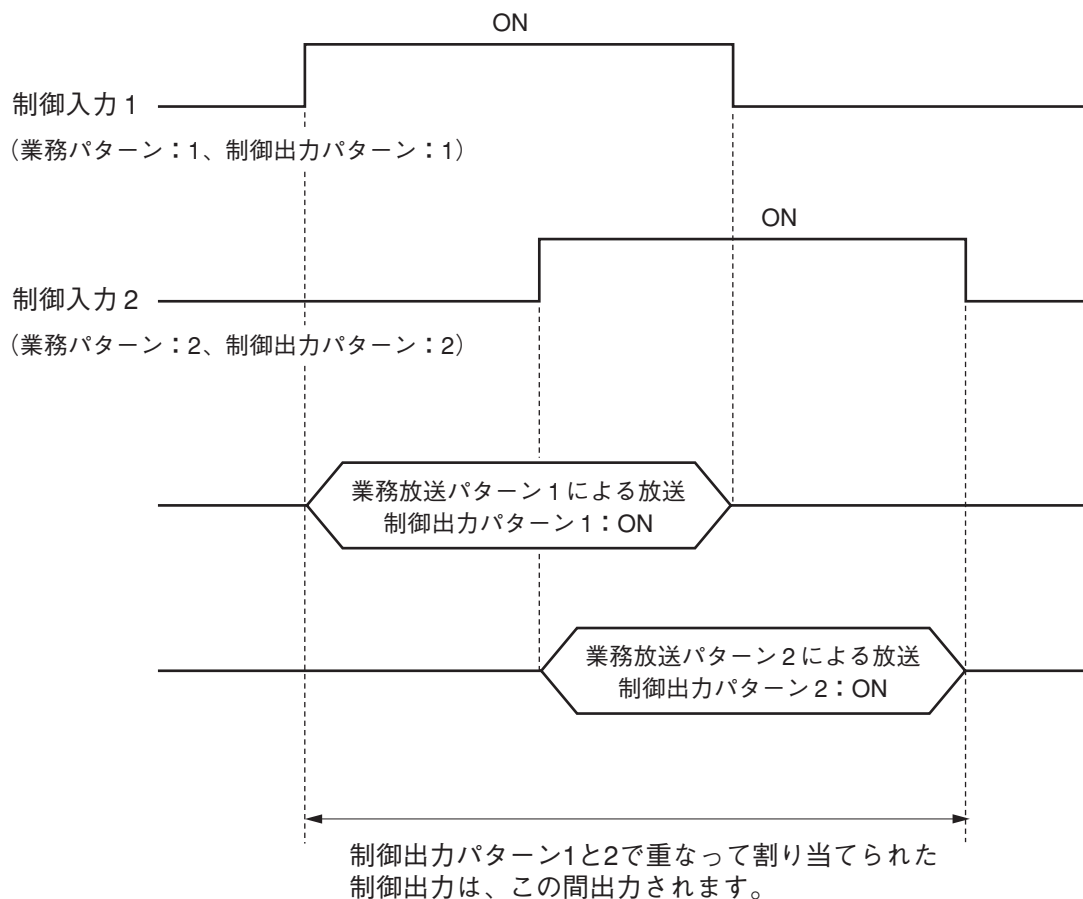 ON
制御入力1
（業務パターン：1、制御出力パターン：1）
ON
制御入力2
（業務パターン：2、制御出力パターン：2）
業務放送パターン1による放送
制御出力パターン1：ON
業務放送パターン2による放送
制御出力パターン2：ON
制御出力パターン1と2で重なって割り当てられた
制御出力は、この間出力されます。